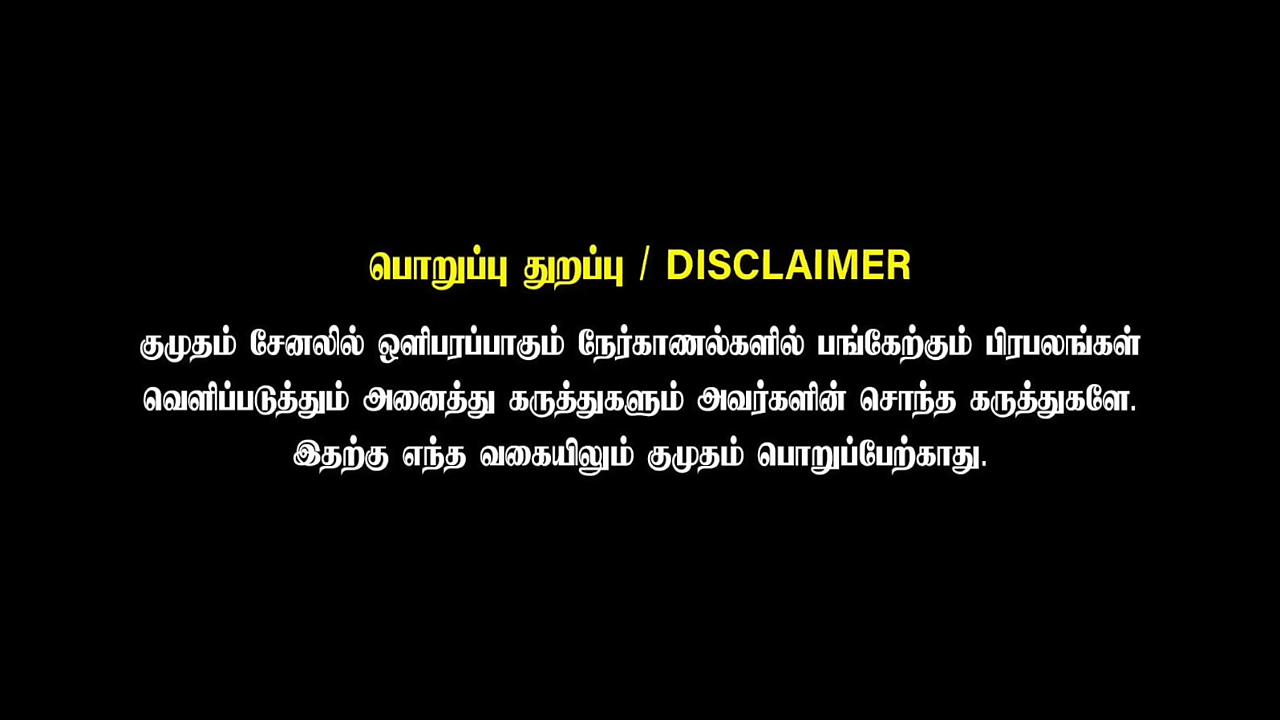 பொறுப்பு துறப்பு / DISCLAIMER
குமுதம் சேனலில் ஒளிபரப்பாகும் நேர்காணல்களில் பங்கேற்கும் பிரபலங்கள்
வெளிப்படுத்தும் அனைத்து கருத்துகளும் அவர்களின் சொந்த கருத்துகளே.
இதற்கு எந்த வகையிலும் குமுதம் பொறுப்பேற்காது.